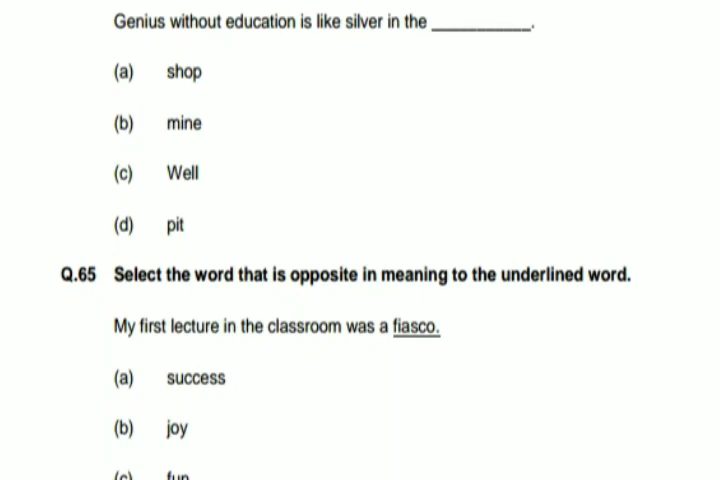 Genius without education is like silver in the ___________.
(a) shop
(b) mine
(c) Well
(d) pit
Q.65 Select the word that is opposite in meaning to the underlined word.
My first lecture in the classroom was a fiasco.
(a) success
(b) joy
(c) fun